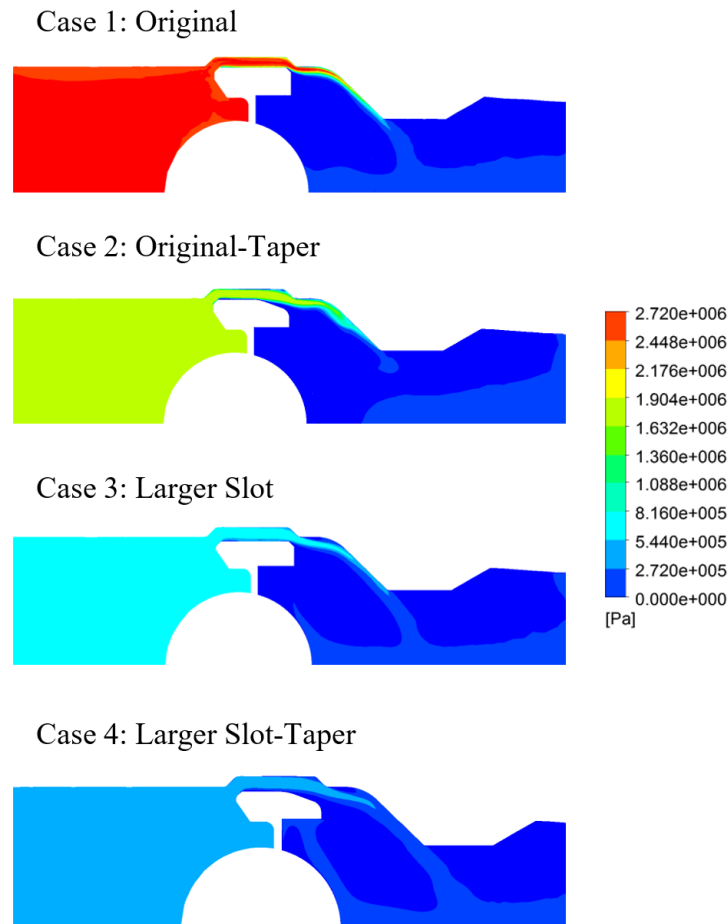 Case 1: Original
Case 2: Original-Taper
2.720e+006
2.448e+006
2.176e+006
1.904e+006
1.632e+006
1.360e+006
1.088e+006
8.160e+005
5.440e+005
2.720e+005
0.000e+000
[Pa]
Case 3: Larger Slot
Case 4: Larger Slot-Taper